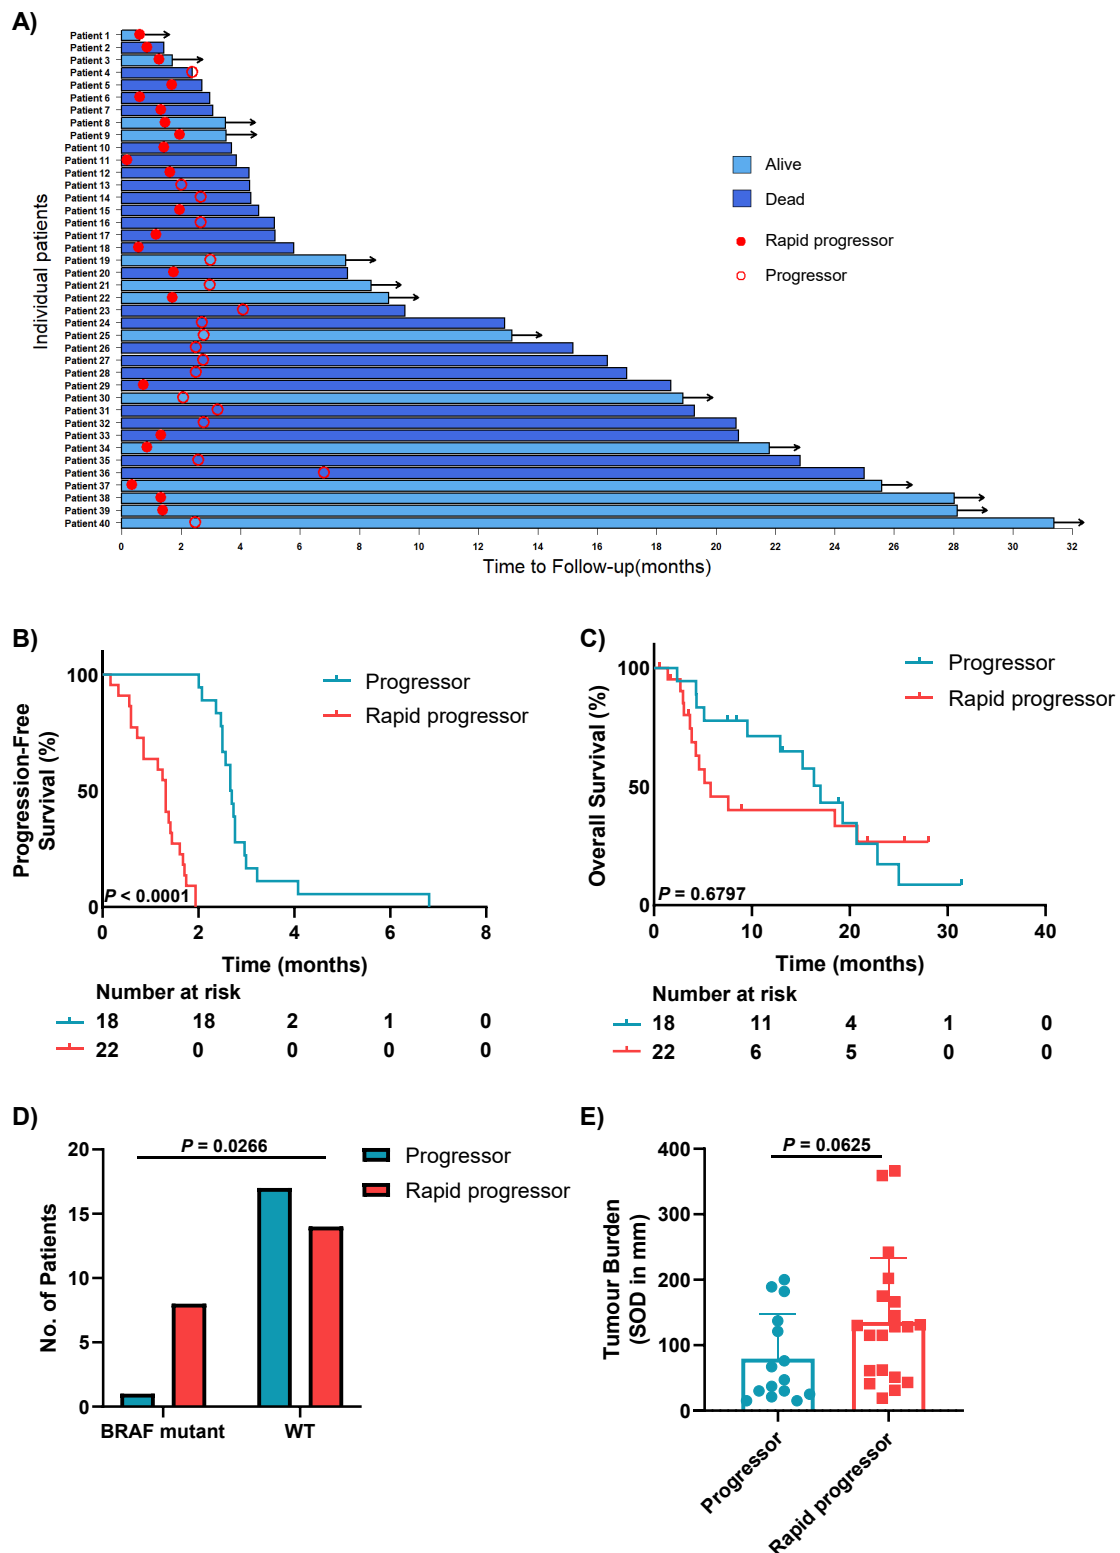 A)
Individual patients
Patient 1
Patient 2
Patient 3
Patient 4
Patient 5
Patient 6
Patient 7
Patient 8
Patient 9
Patient 10
Patient 11
Patient 12
Patient 13
Patient 14
Patient 15
Patient 16
Patient 17
Patient 18
Patient 19
Patient 20
Patient 21
Patient 22
Patient 23
Patient 24
Patient 25
Patient 26
Patient 27
Patient 28
Patient 29
Patient 30
Patient 31
Patient 32
Patient 33
Patient 34
Patient 35
Patient 36
Patient 37
Patient 38
Patient 39
Patient 40
Alive
Dead
Rapid progressor
Progressor
0 2 4 6 8 10 12 14 16 18 20 22 24 26 28 30 32
Time to Follow-up(months)
B)
Progression-Free
Survival (%)
100
50
0
Progressor
Rapid progressor
P < 0.0001
0 2 4 6 8
Time (months)
Number at risk
18 18 2 1 0
22 0 0 0 0
C)
Overall Survival (%)
100
50
0
Progressor
Rapid progressor
P = 0.6797
0 10 20 30 40
Time (months)
Number at risk
18 11 4 1 0
22 6 5 0 0
D)
No. of Patients
20
15
10
5
0
P = 0.0266
Progressor
Rapid progressor
BRAF mutant WT
E)
Tumour Burden
(SOD in mm)
400
300
200
100
0
P = 0.0625
Progressor
Rapid progressor